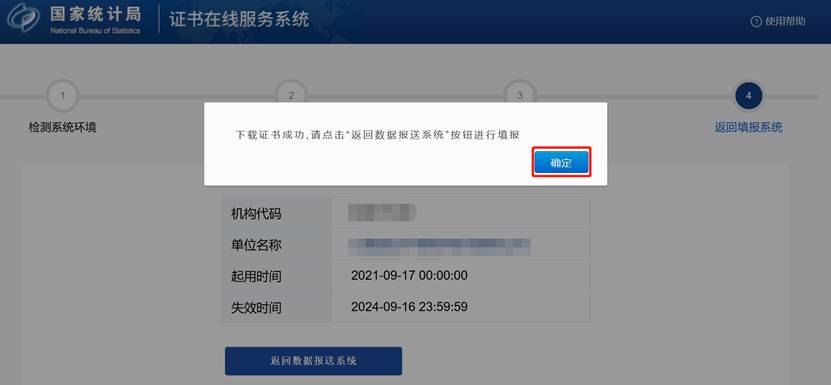 国家统计局
National Bureau of Statistics
证书在线服务系统
使用帮助
1
2
3
4
检测系统环境
返回填报系统
下载证书成功,请点击“返回数据报送系统”按钮进行填报
确定
机构代码
单位名称
起用时间 2021-09-17 00:00:00
失效时间 2024-09-16 23:59:59
返回数据报送系统